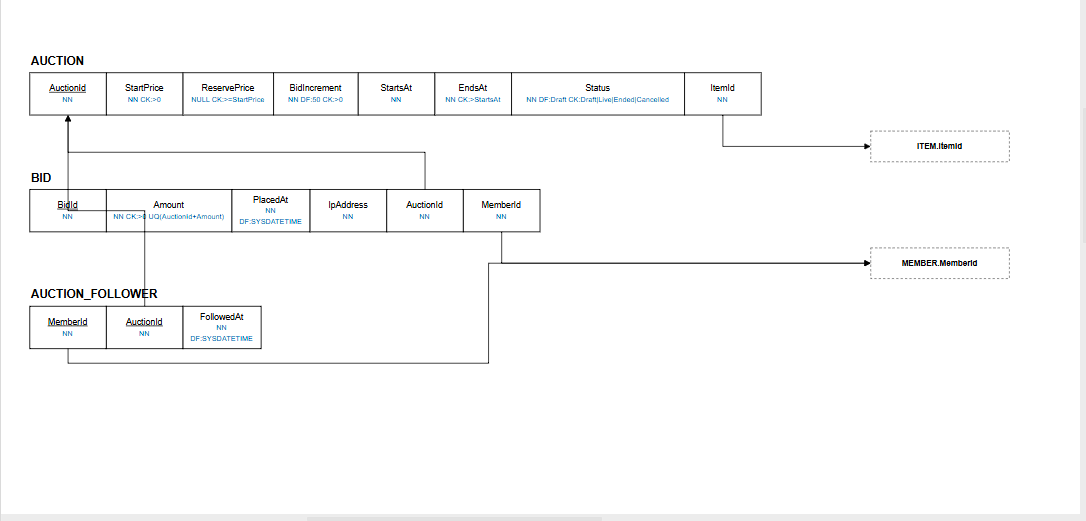 AUCTION
AuctionId StartPrice ReservePrice BidIncrement StartsAt EndsAt Status ItemId
NN NN CK:>0 NULL CK:>=StartPrice NN DF:50 CK:>0 NN NN CK:>StartsAt NN DF:Draft CK:Draft|Live|Ended|Cancelled NN
ITEM.ItemId
BID
BidId Amount PlacedAt IpAddress AuctionId MemberId
NN NN CK:>0 UQ(AuctionId+Amount) NN NN NN NN
DF:SYSDATETIME
MEMBER.MemberId
AUCTION_FOLLOWER
MemberId AuctionId FollowedAt
NN NN NN
DF:SYSDATETIME